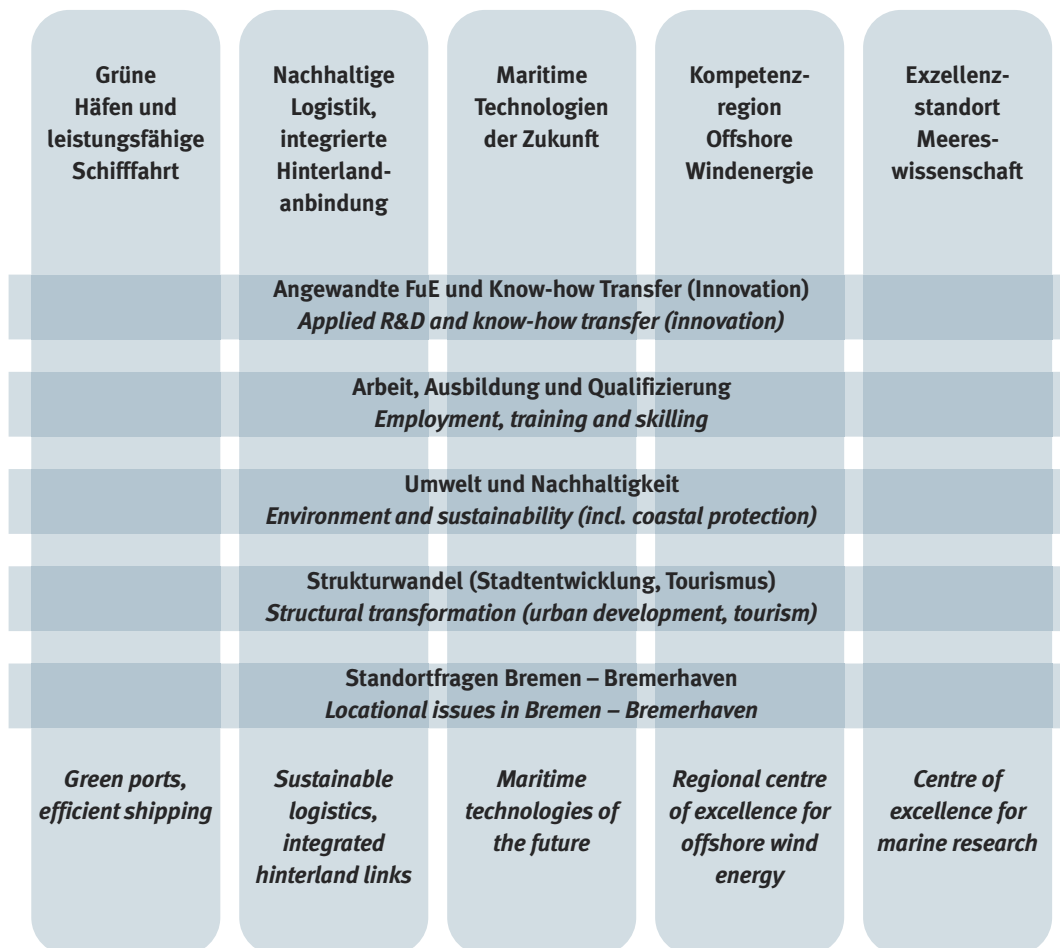 Grüne
Häfen und
leistungsfähige
Schifffahrt
Nachhaltige
Logistik,
integrierte
Hinterland-
anbindung
Maritime
Technologien
der Zukunft
Kompetenz-
region
Offshore
Windenergie
Exzellenz-
standort
Meeres-
wissenschaft
Angewandte FuE und Know-how Transfer (Innovation)
Applied R&D and know-how transfer (innovation)
Arbeit, Ausbildung und Qualifizierung
Employment, training and skilling
Umwelt und Nachhaltigkeit
Environment and sustainability (incl. coastal protection)
Strukturwandel (Stadtentwicklung, Tourismus)
Structural transformation (urban development, tourism)
Standortfragen Bremen – Bremerhaven
Locational issues in Bremen – Bremerhaven
Green ports,
efficient shipping
Sustainable
logistics,
integrated
hinterland links
Maritime
technologies of
the future
Regional centre
of excellence for
offshore wind
energy
Centre of
excellence for
marine research